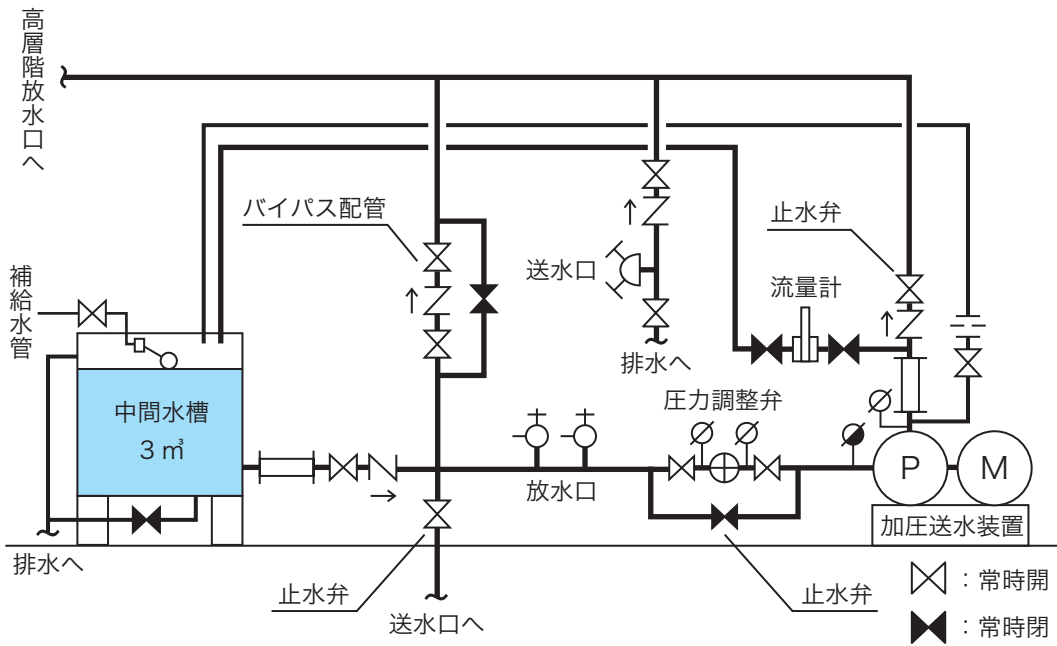 高層階放水口へ
バイパス配管
止水弁
送水口
流量計
補給水管
排水へ
圧力調整弁
中間水槽
3㎥
放水口
P
M
加圧送水装置
排水へ
止水弁
送水口へ
止水弁
：常時開
：常時閉